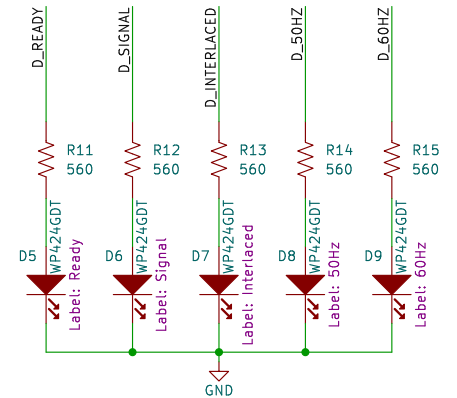 D_READY
D_SIGNAL
D_INTERLACED
D_50HZ
D_60HZ
R11
560
R12
560
R13
560
R14
560
R15
560
D5
WP424GDT
Label: Ready
D6
WP424GDT
Label: Signal
D7
WP424GDT
Label: Interlaced
D8
WP424GDT
Label: 50Hz
D9
WP424GDT
Label: 60Hz
GND